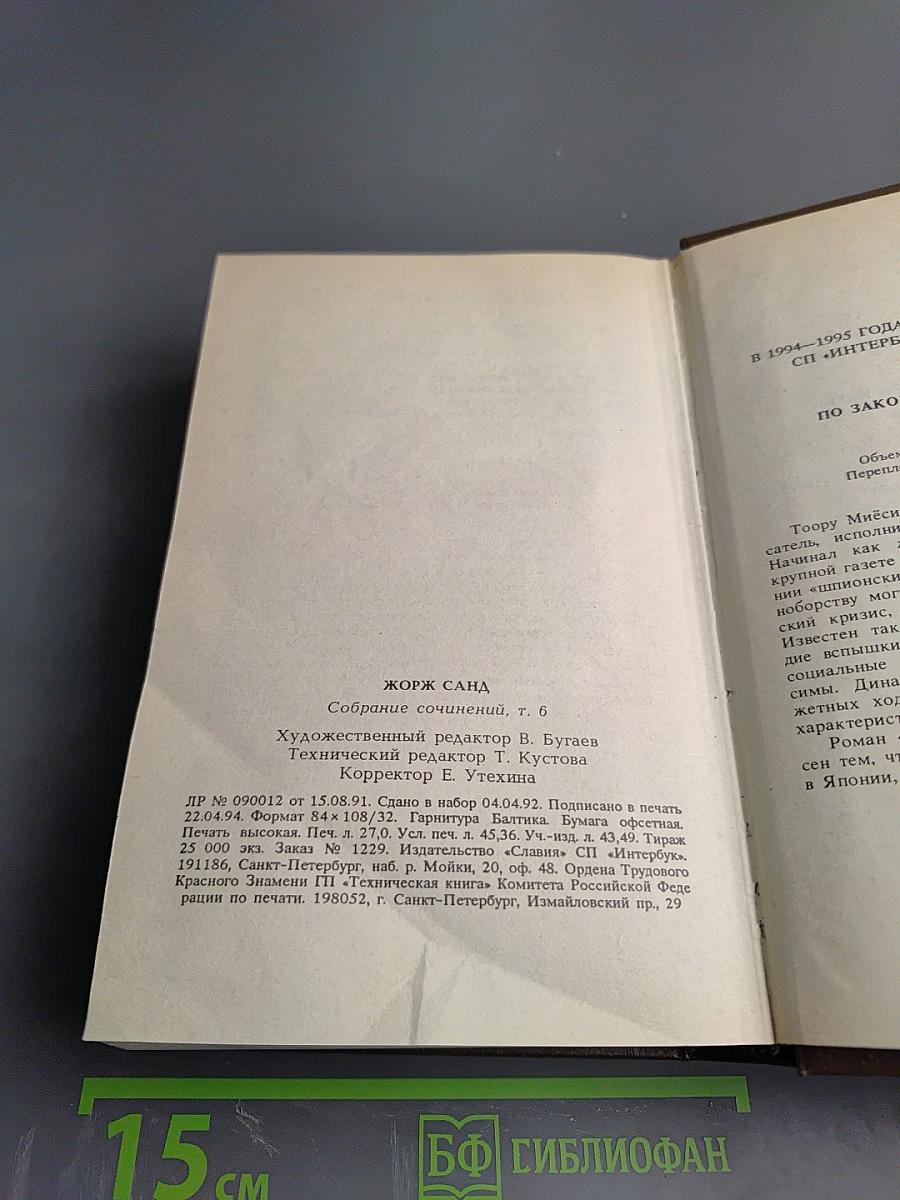 ЖОРЖ САНД
Собрание сочинений, т. 6
Художественный редактор В. Бугаев
Технический редактор Т. Кустова
Корректор Е. Утехина
ЛР № 090012 от 15.08.91. Сдано в набор 04.04.92. Подписано в печать
22.04.94. Формат 84×108/32. Гарнитура Балтика. Бумага офсетная.
Печать высокая. Печ. л. 27,0. Усл. печ. л. 45,36. Уч.-изд. л. 43,49. Тираж
25 000 экз. Заказ № 1229. Издательство «Славия» СП «Интербук».
191186, Санкт-Петербург, наб. р. Мойки, 20, оф. 48. Ордена Трудового
Красного Знамени ГП «Техническая книга» Комитета Российской Феде
рации по печати. 198052, г. Санкт-Петербург, Измайловский пр., 29
В 1994—1995 ГОДА
СП «ИНТЕРБ
ПО ЗАКО
Объем
Перепл
Тоору Миёси
сатель, исполни
Начинал как
крупной газете
нии «шпионски
ноборству мог
ский кризис,
Известен так
дие вспышки
социальные
симы. Дина
жетных ход
характерист
Роман
сен тем, чт
в Японии,
15 см
БФ БИБЛИОФАН